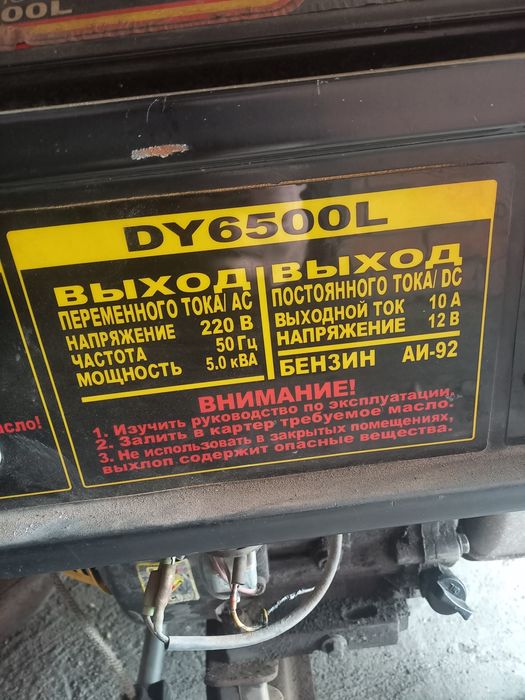 00L
DY6500L
ВЫХОД
ПЕРЕМЕННОГО ТОКА/ AC
НАПРЯЖЕНИЕ 220 В
ЧАСТОТА 50 Гц
МОЩНОСТЬ 5.0 кВА
ВЫХОД
ПОСТОЯННОГО ТОКА/ DC
ВЫХОДНОЙ ТОК 10 А
НАПРЯЖЕНИЕ 12 В
БЕНЗИН АИ-92
асло!
ВНИМАНИЕ!
1. Изучить руководство по эксплуатации.
2. Залить в картер требуемое масло.
3. Не использовать в закрытых помещениях,
выхлоп содержит опасные вещества.